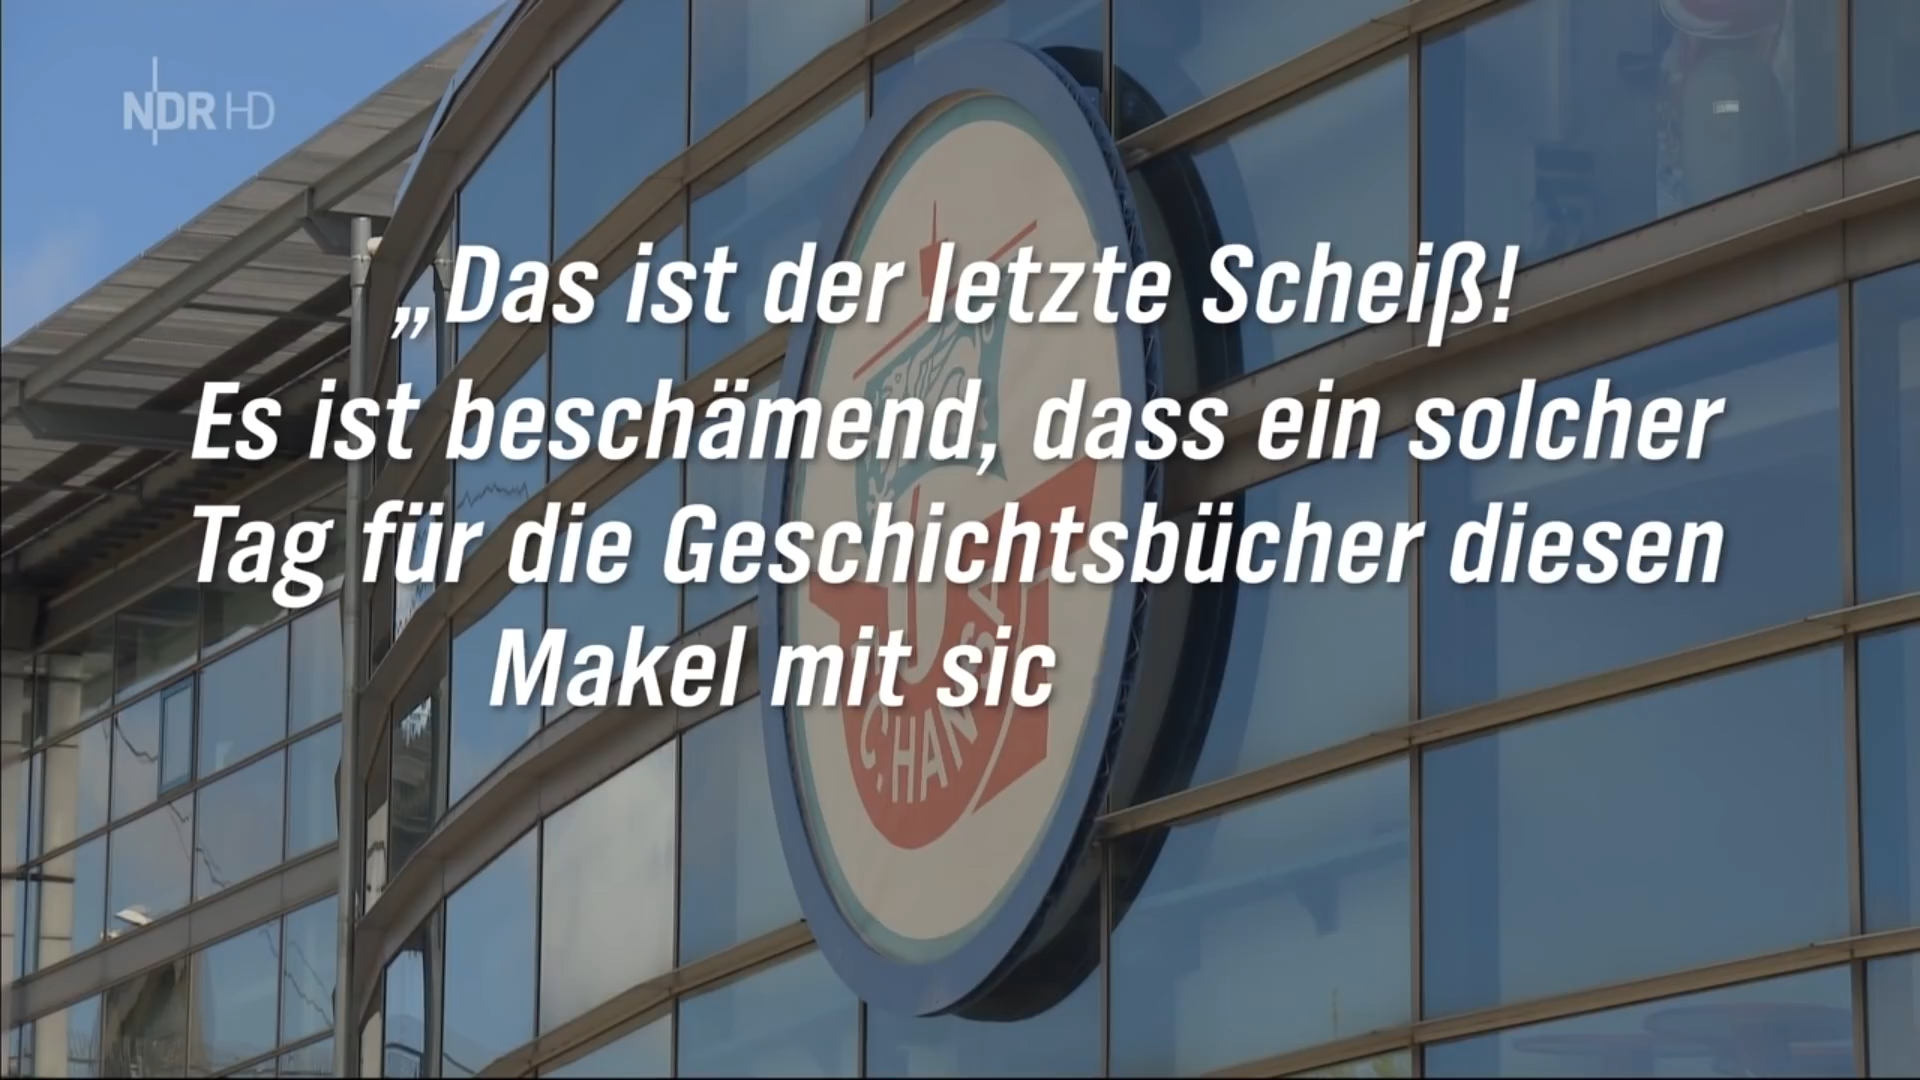 NDR HD
„Das ist der letzte Scheiß!
Es ist beschämend, dass ein solcher
Tag für die Geschichtsbücher diesen
Makel mit sic
F.C. HANSA